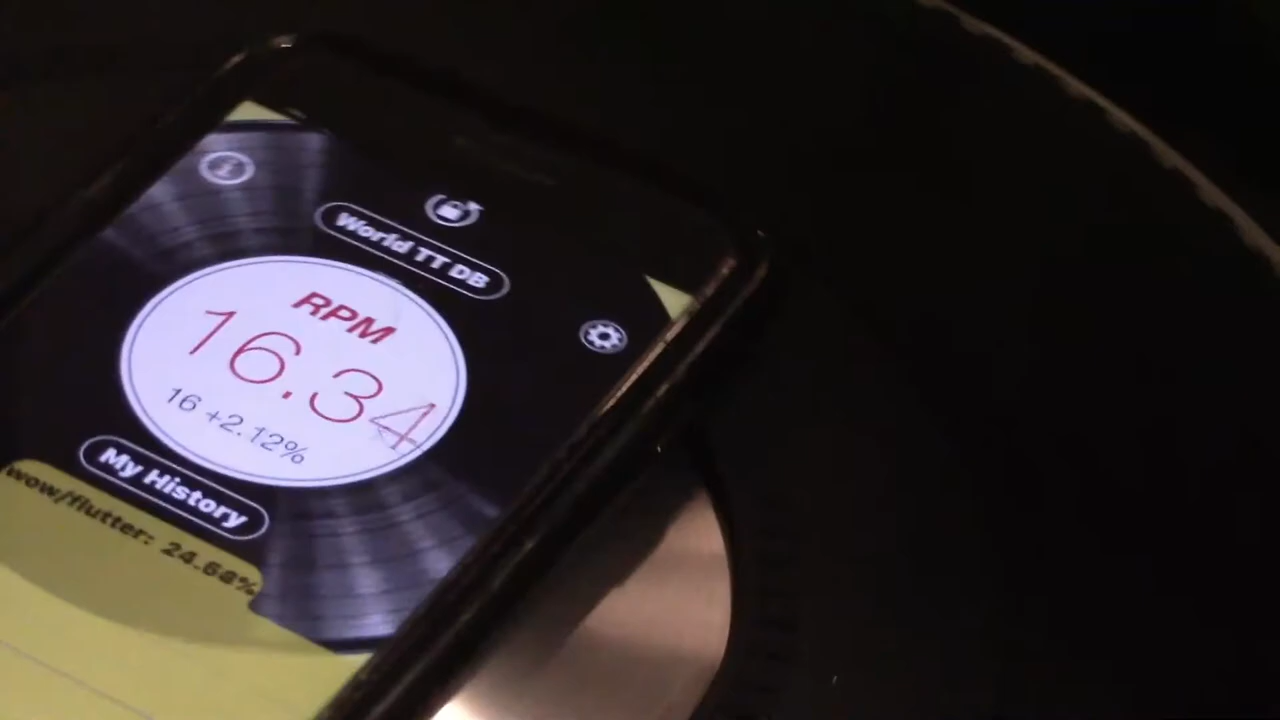 World TT DB
RPM
16.34
16 +2.12%
My History
wow/flutter: 24.68%